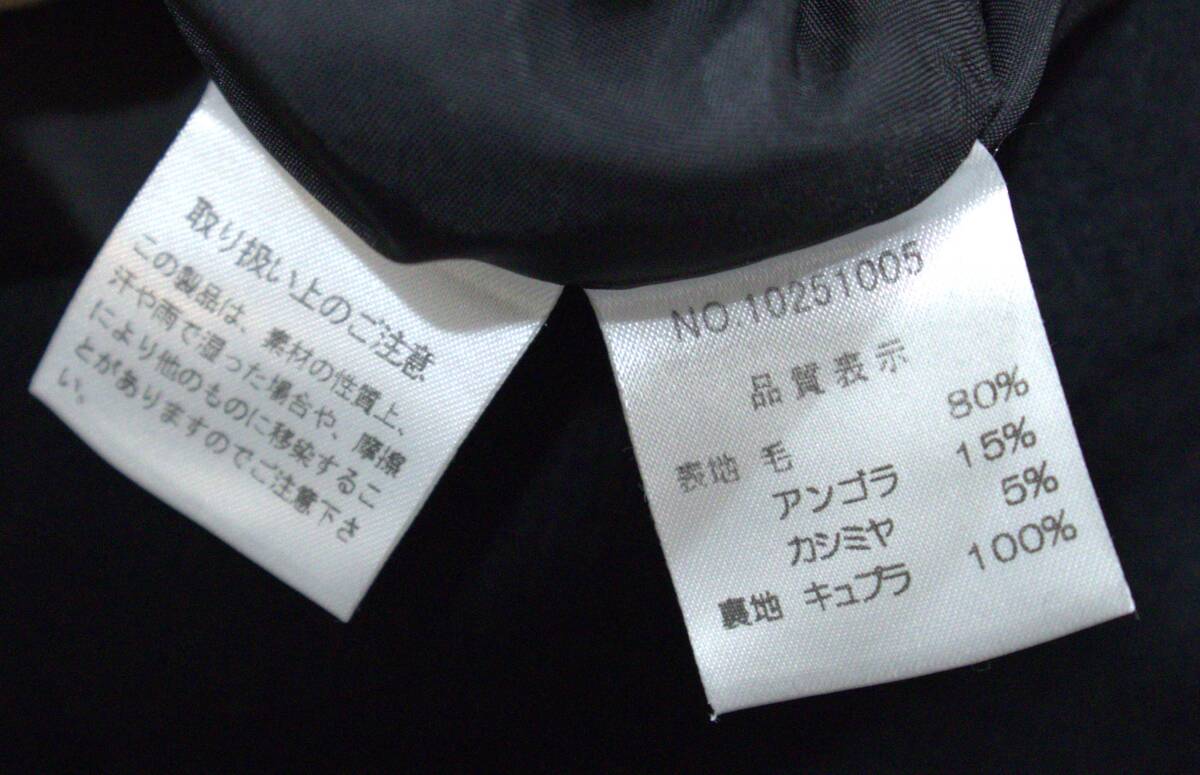 取り扱い上のご注意
この製品は、素材の性質上、
汗や雨で湿った場合や、摩擦
により他のものに移染するこ
とがありますのでご注意下さ
い。
NO.10251005
品質表示
表地 毛 80%
アンゴラ 15%
カシミヤ 5%
裏地 キュプラ 100%